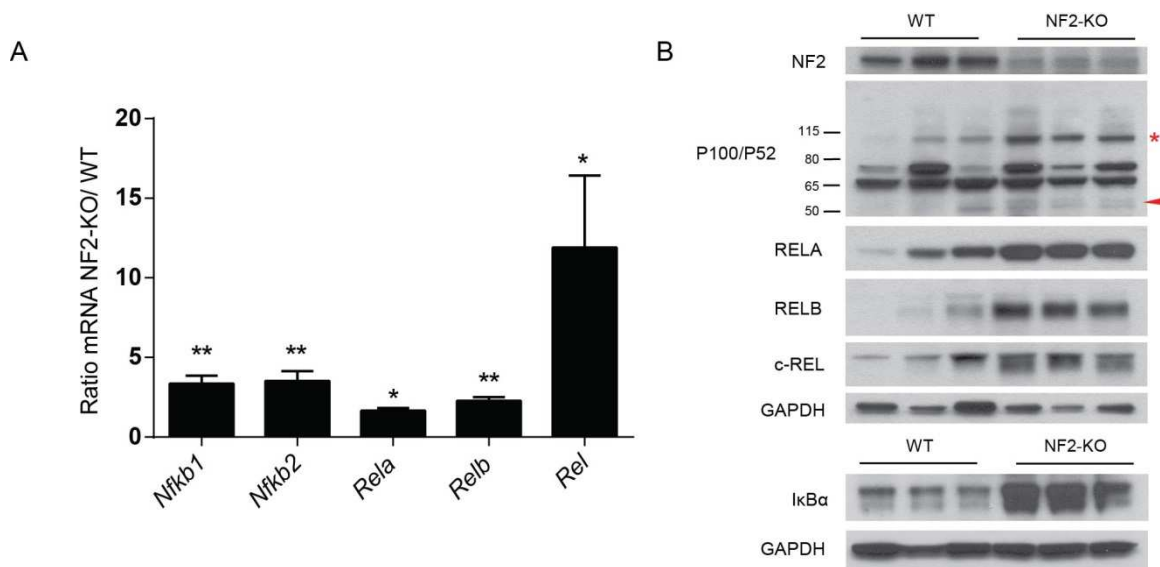 A
Ratio mRNA NF2-KO/ WT
20
15
10
5
0
**
**
*
**
*
Nfkb1
Nfkb2
Rela
Relb
Rel
B
WT NF2-KO
NF2
P100/P52
115
80
65
50
*
RELA
RELB
c-REL
GAPDH
WT NF2-KO
IκBα
GAPDH